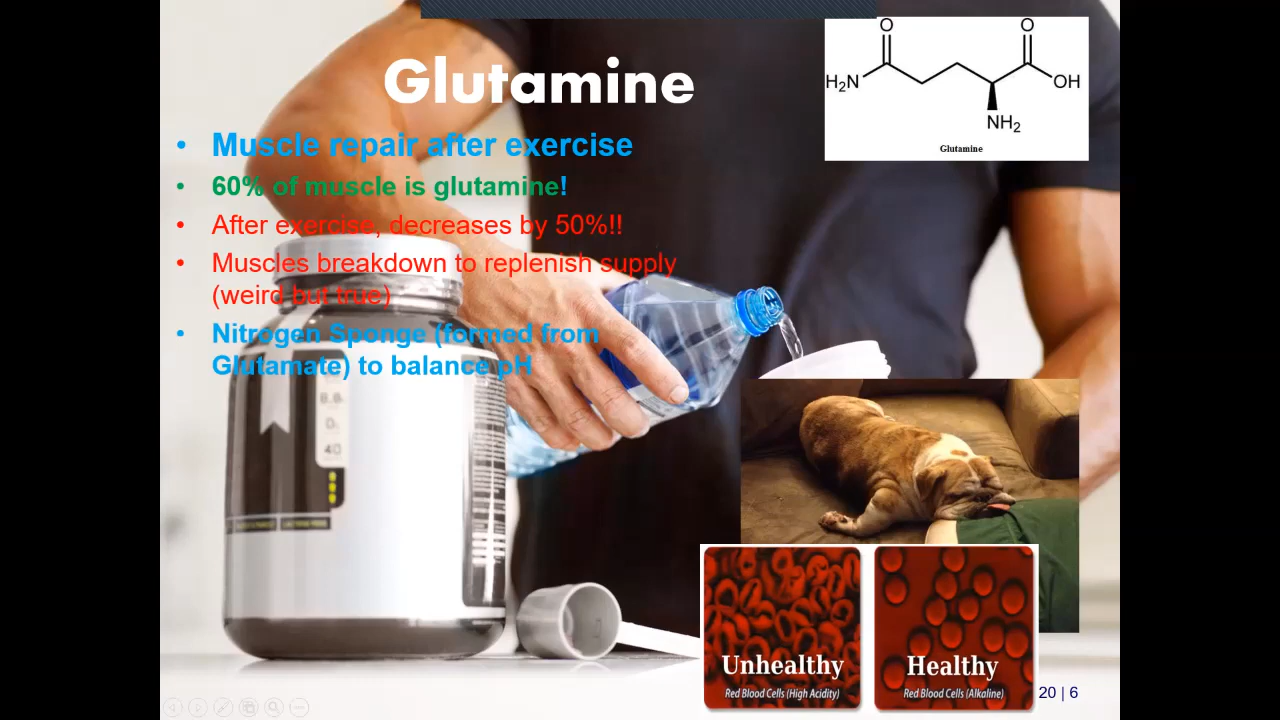 Glutamine
• Muscle repair after exercise
• 60% of muscle is glutamine!
• After exercise, decreases by 50%!!
• Muscles breakdown to replenish supply
(weird but true)
• Nitrogen Sponge (formed from
Glutamate) to balance pH
O
O
H2N
OH
NH2
Glutamine
40
Unhealthy
Red Blood Cells (High Acidity)
Healthy
Red Blood Cells (Alkaline)
20 | 6